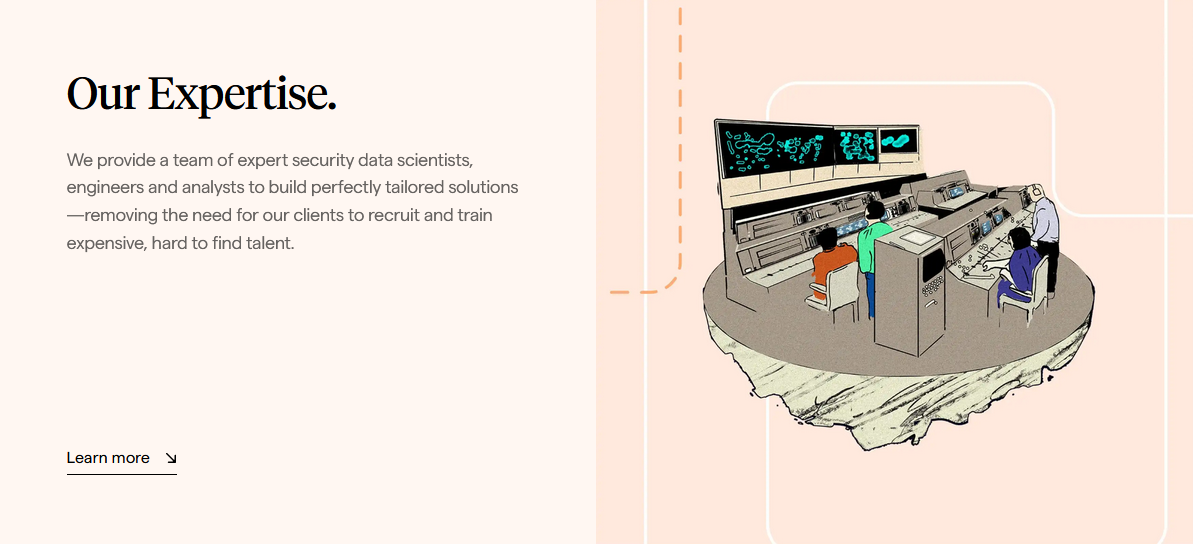 Our Expertise.
We provide a team of expert security data scientists,
engineers and analysts to build perfectly tailored solutions
—removing the need for our clients to recruit and train
expensive, hard to find talent.
Learn more